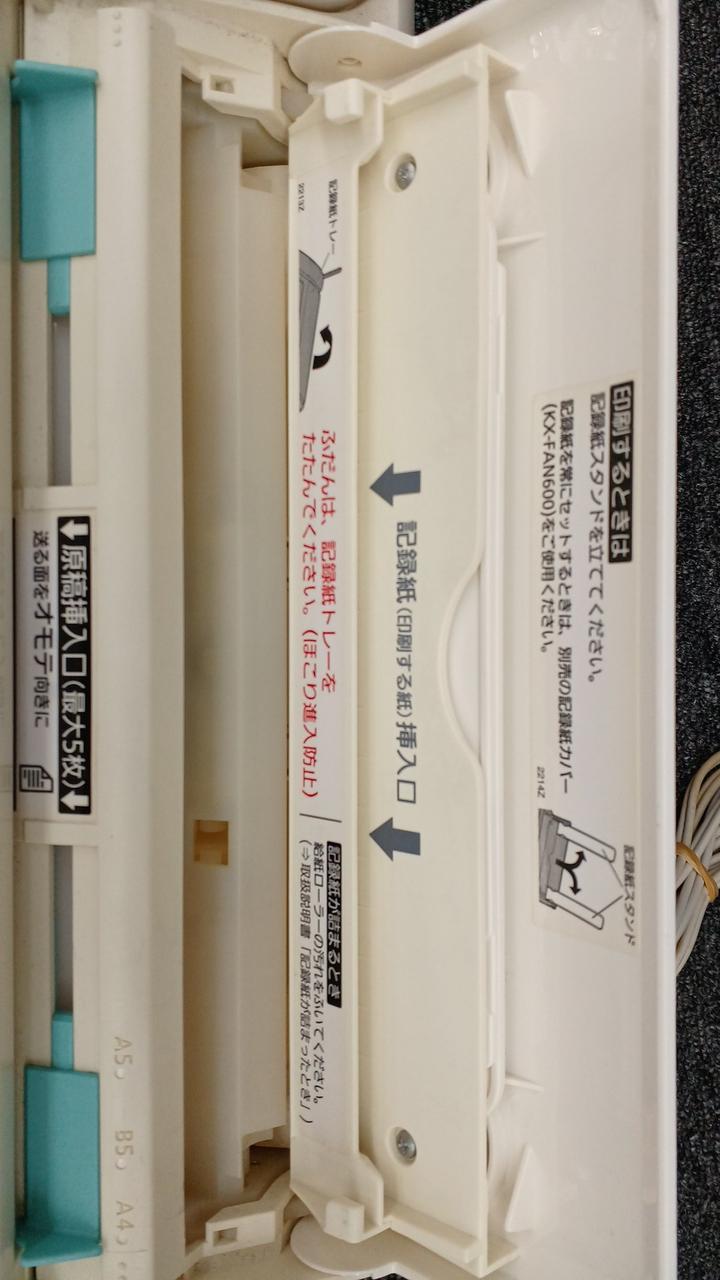 印刷するときは
記録紙スタンドを立ててください。
記録紙を常にセットするときは、別売の記録紙カバー
(KX-FAN600)をご使用ください。
2214Z
記録紙スタンド
記録紙(印刷する紙)挿入口
記録紙トレー
2213Z
ふだんは、記録紙トレーを
たたんでください。(ほこり進入防止)
記録紙が詰まるとき
給紙ローラーの汚れをふいてください。
(⇨取扱説明書「記録紙が詰まったとき」)
A5 B5 A4
原稿挿入口(最大5枚)
送る面をオモテ向きに